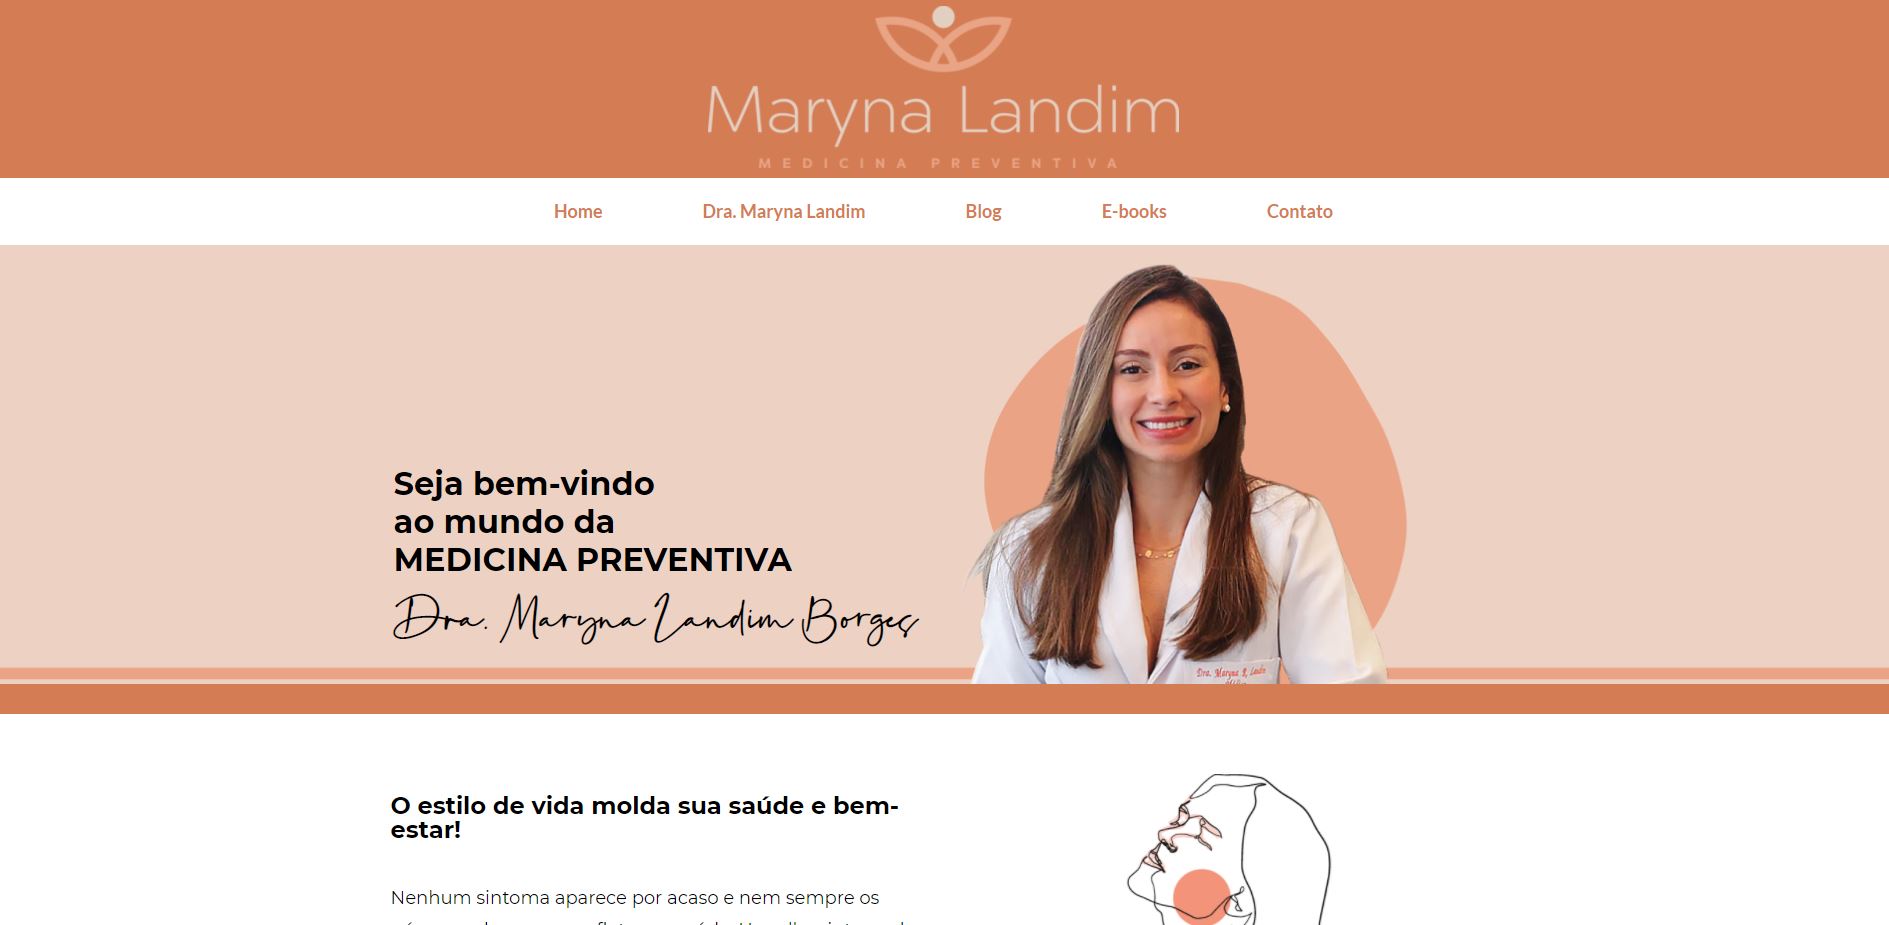 Maryna Landim
MEDICINA PREVENTIVA
Home Dra. Maryna Landim Blog E-books Contato
Seja bem-vindo
ao mundo da
MEDICINA PREVENTIVA
Dra. Maryna Landim Borges
Dra. Maryna B. Landim
O estilo de vida molda sua saúde e bem-
estar!
Nenhum sintoma aparece por acaso e nem sempre os